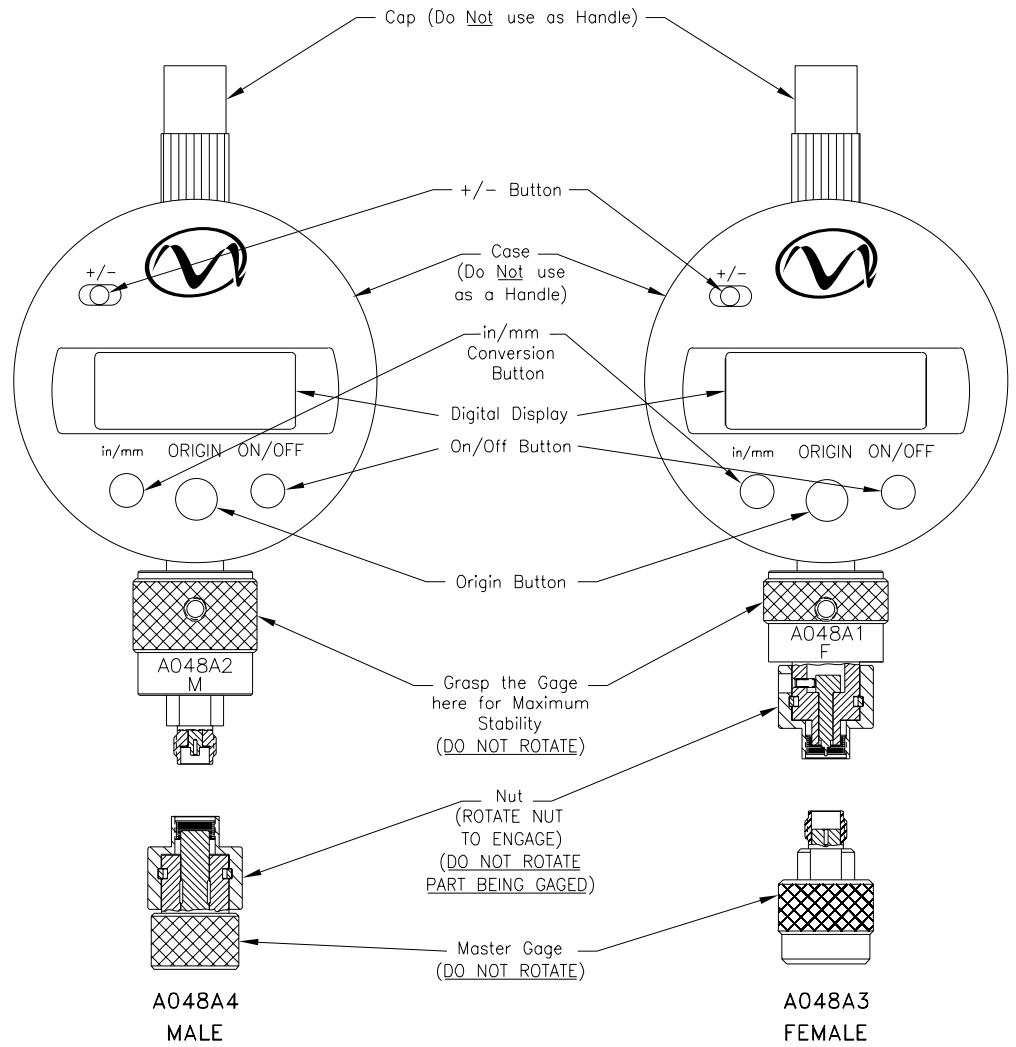 Cap (Do Not use as Handle)
+/- Button
Case
(Do Not use
as a Handle)
+/-
+/-
in/mm
Conversion
Button
Digital Display
in/mm ORIGIN ON/OFF
On/Off Button
in/mm ORIGIN ON/OFF
Origin Button
A048A2
M
A048A1
F
Grasp the Gage
here for Maximum
Stability
(DO NOT ROTATE)
Nut
(ROTATE NUT
TO ENGAGE)
(DO NOT ROTATE
PART BEING GAGED)
Master Gage
(DO NOT ROTATE)
A048A4
MALE
A048A3
FEMALE